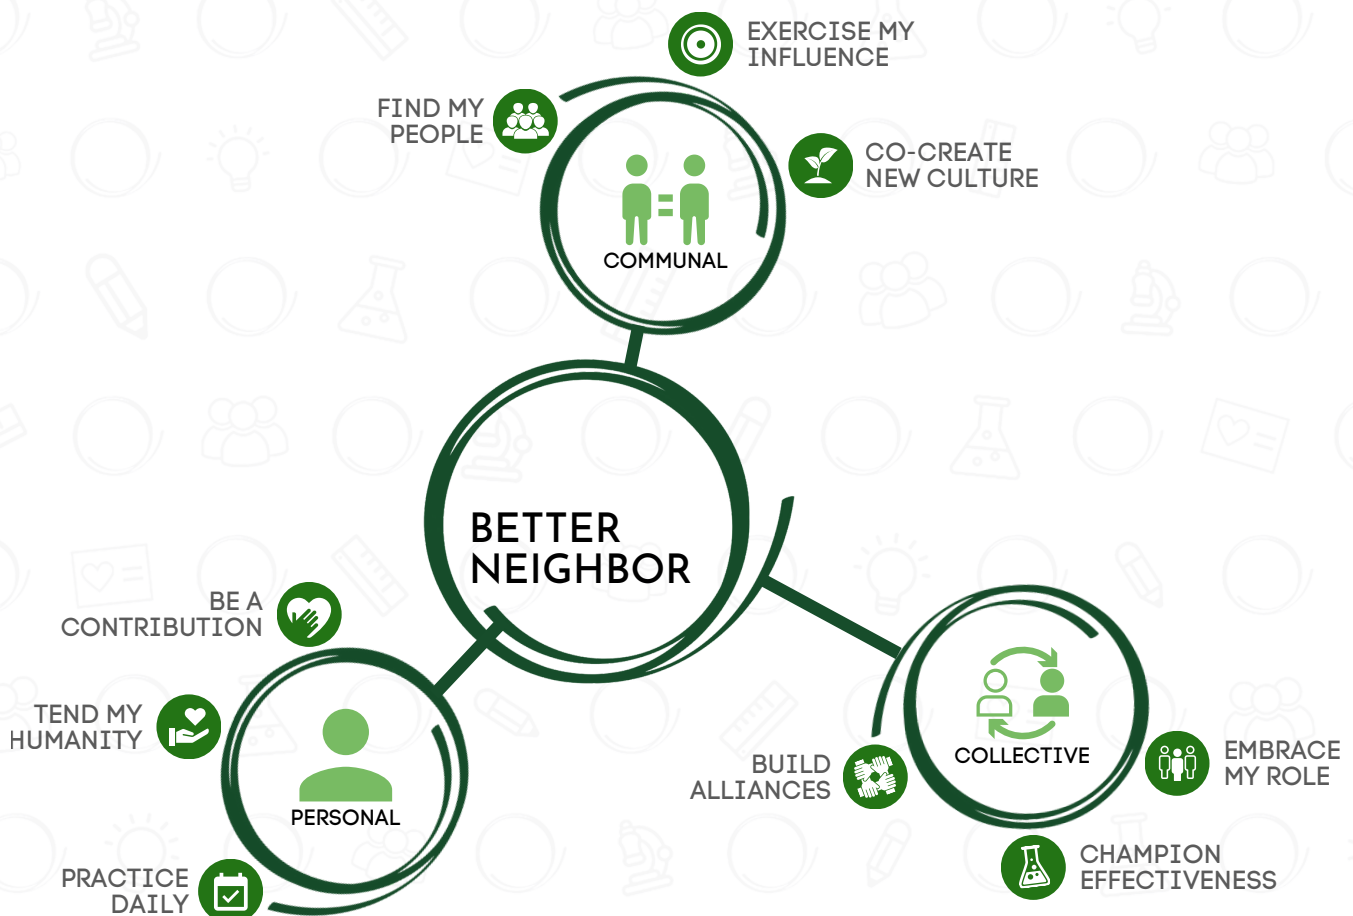 EXERCISE MY
INFLUENCE
FIND MY
PEOPLE
CO-CREATE
NEW CULTURE
COMMUNAL
BETTER
NEIGHBOR
BE A
CONTRIBUTION
TEND MY
HUMANITY
PERSONAL
PRACTICE
DAILY
BUILD
ALLIANCES
COLLECTIVE
EMBRACE
MY ROLE
CHAMPION
EFFECTIVENESS